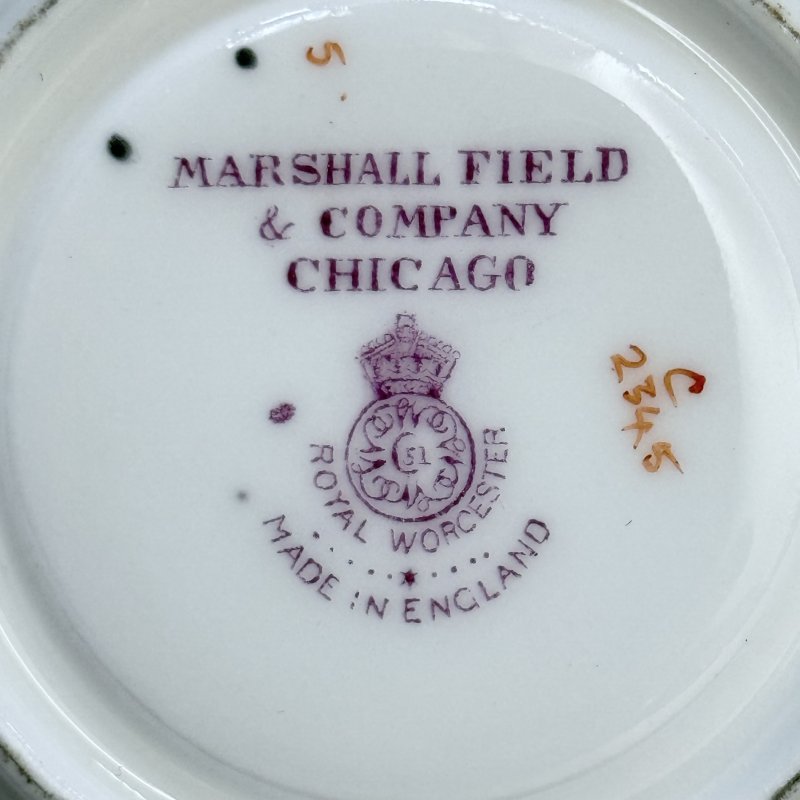 5
MARSHALL FIELD
& COMPANY
CHICAGO
C
2345
51
ROYAL WORCESTER
MADE IN ENGLAND